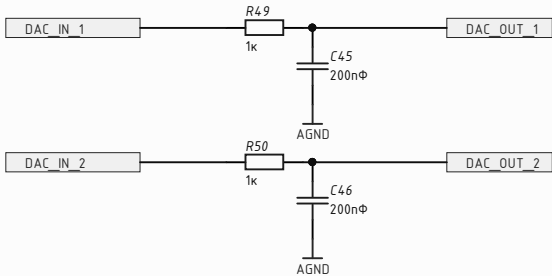 R49
DAC_IN_1
DAC_OUT_1
1к
C45
200пФ
AGND
R50
DAC_IN_2
DAC_OUT_2
1к
C46
200пФ
AGND